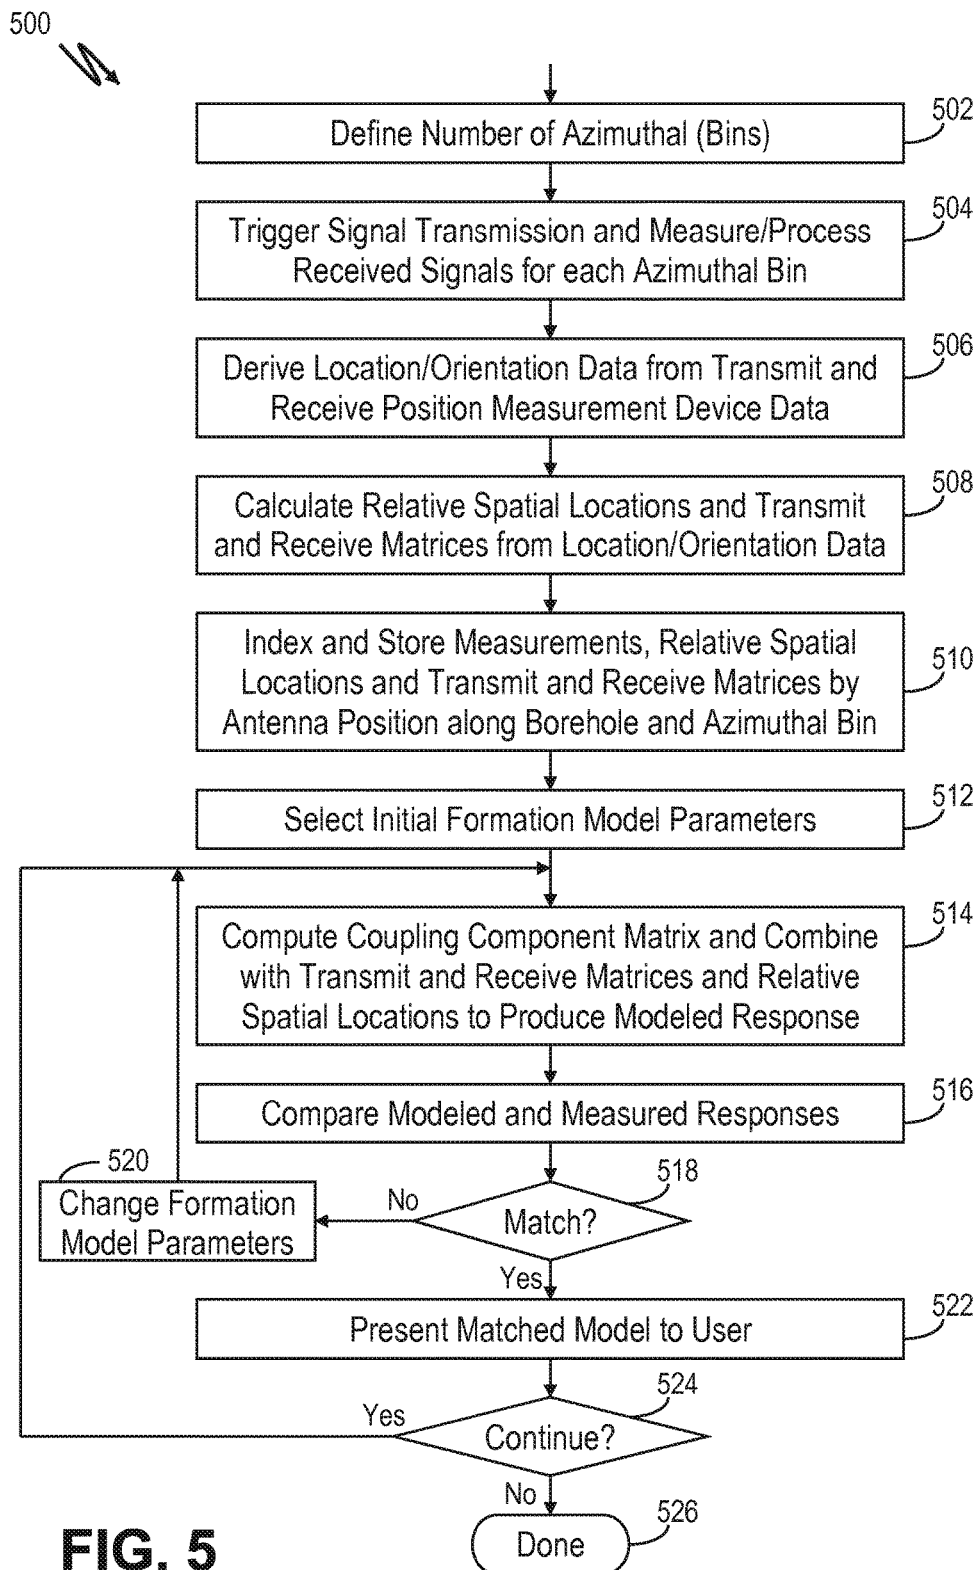 500
Define Number of Azimuthal (Bins)
502
Trigger Signal Transmission and Measure/Process
Received Signals for each Azimuthal Bin
504
Derive Location/Orientation Data from Transmit and
Receive Position Measurement Device Data
506
Calculate Relative Spatial Locations and Transmit
and Receive Matrices from Location/Orientation Data
508
Index and Store Measurements, Relative Spatial
Locations and Transmit and Receive Matrices by
Antenna Position along Borehole and Azimuthal Bin
510
Select Initial Formation Model Parameters
512
Compute Coupling Component Matrix and Combine
with Transmit and Receive Matrices and Relative
Spatial Locations to Produce Modeled Response
514
Compare Modeled and Measured Responses
516
520
Change Formation
Model Parameters
No
Match?
518
Yes
Present Matched Model to User
522
Yes
Continue?
524
No
Done
526
FIG. 5